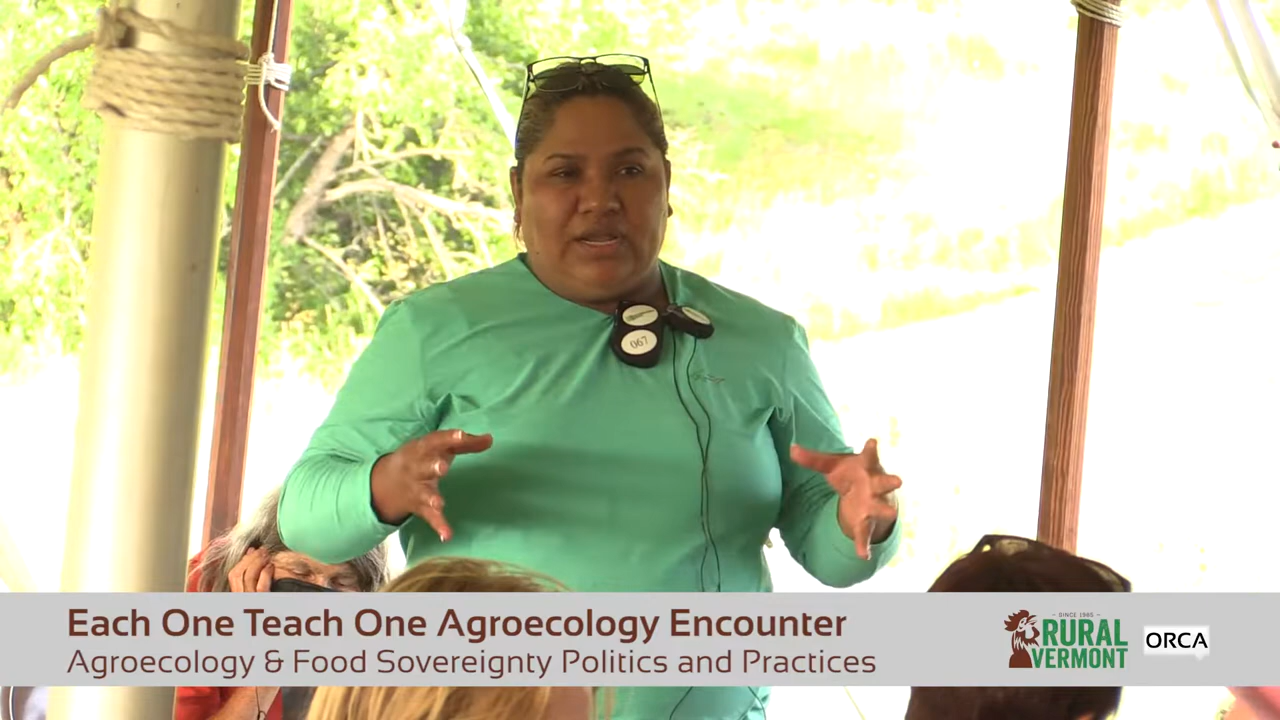 067
Each One Teach One Agroecology Encounter
Agroecology & Food Sovereignty Politics and Practices
SINCE 1985
RURAL
VERMONT
ORCA